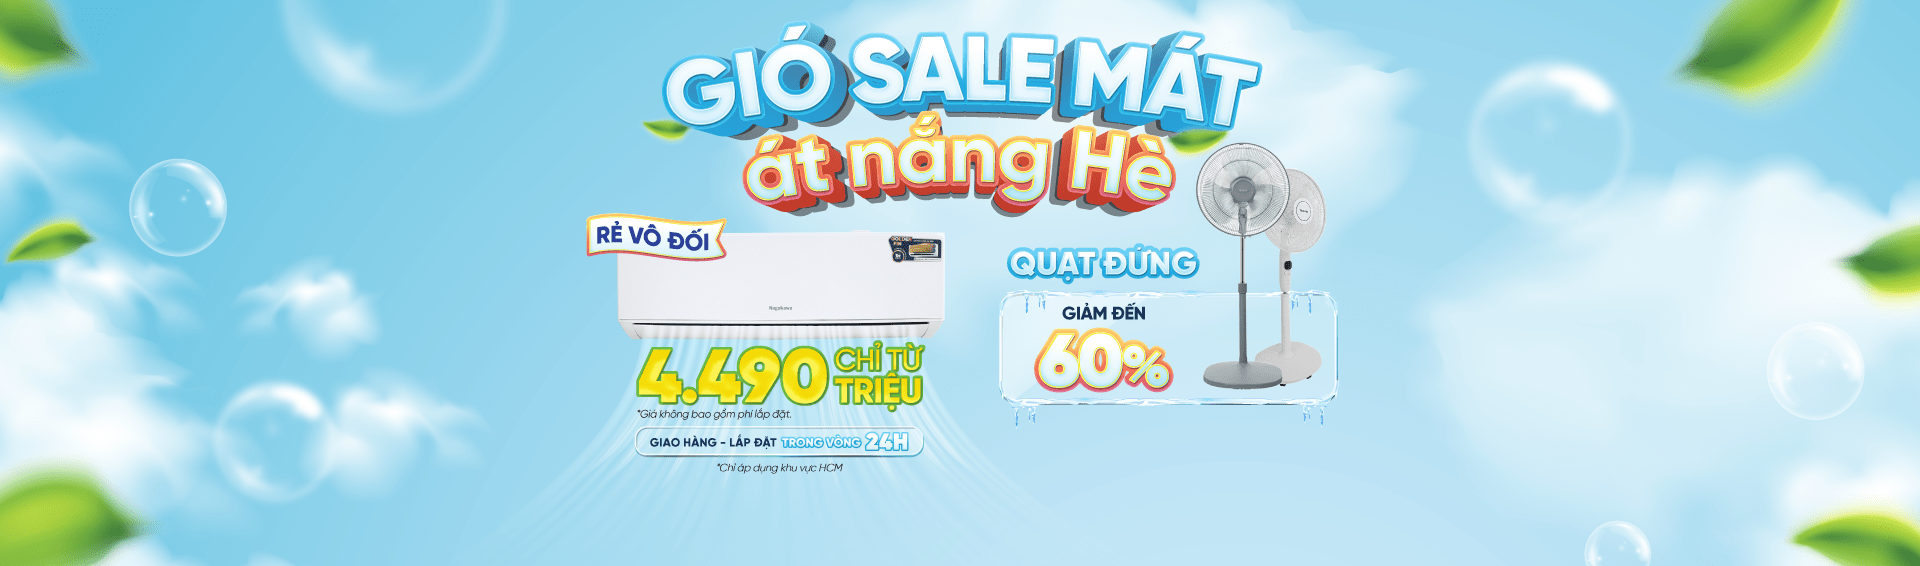 GIÓ SALE MÁT
át nắng Hè
RẺ VÔ ĐỐI
Nagakawa
4.490 CHỈ TỪ
TRIỆU
*Giá không bao gồm phí lắp đặt.
GIAO HÀNG - LẮP ĐẶT TRONG VÒNG 24H
*Chỉ áp dụng khu vực HCM
QUẠT ĐỨNG
GIẢM ĐẾN
60%